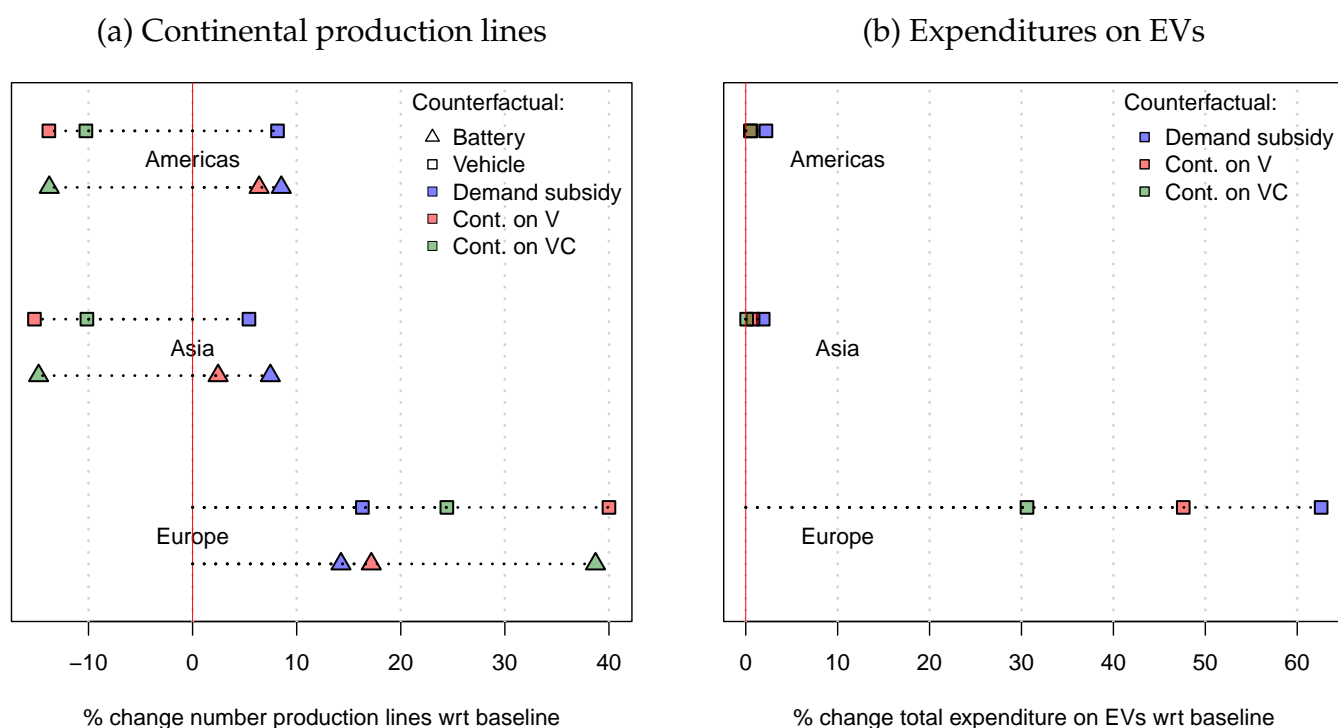 (a) Continental production lines
Counterfactual:
Battery
Vehicle
Demand subsidy
Cont. on V
Cont. on VC
Americas
Asia
Europe
−10 0 10 20 30 40
% change number production lines wrt baseline
(b) Expenditures on EVs
Counterfactual:
Demand subsidy
Cont. on V
Cont. on VC
Americas
Asia
Europe
0 10 20 30 40 50 60
% change total expenditure on EVs wrt baseline